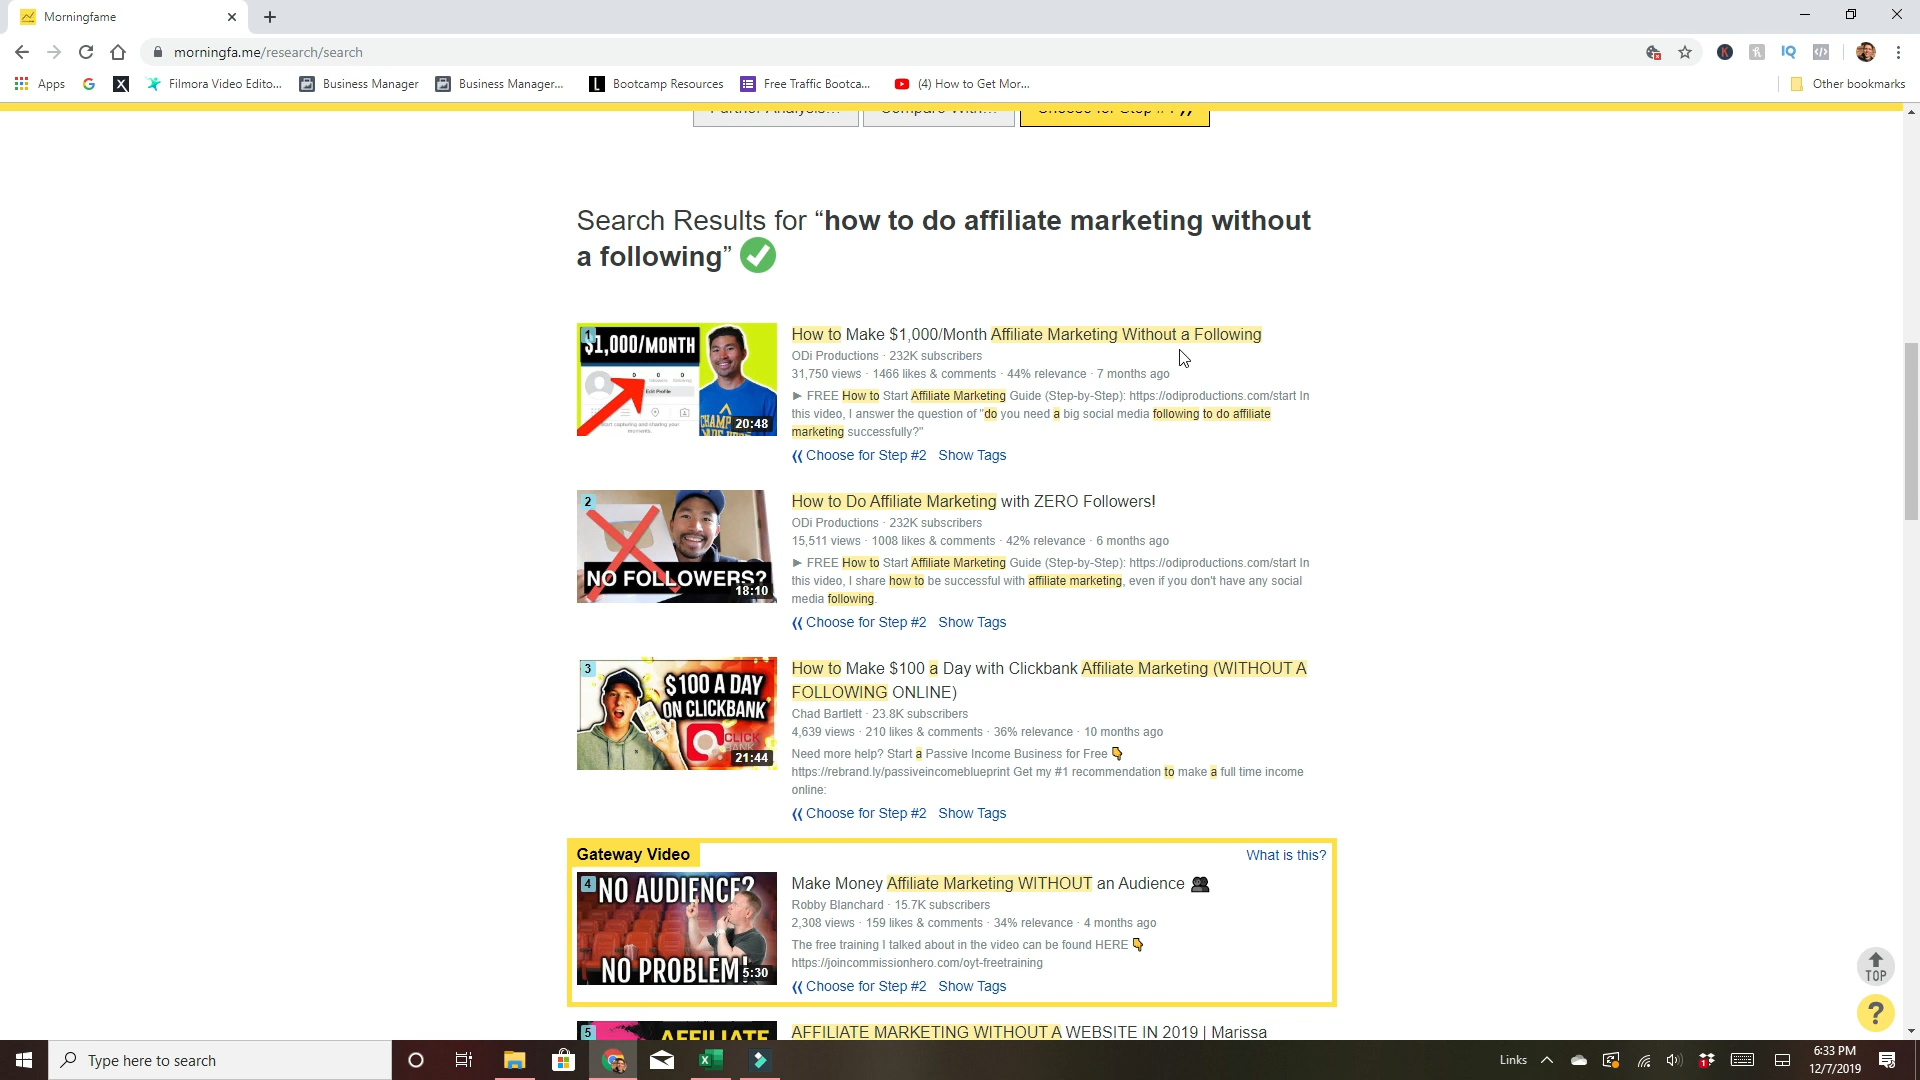 Morningfame
morningfa.me/research/search
Apps
Filmora Video Edito...
Business Manager
Business Manager...
Bootcamp Resources
Free Traffic Bootca...
(4) How to Get Mor...
Other bookmarks
Search Results for “how to do affiliate marketing without
a following”
1
$1,000/MONTH
20:48
How to Make $1,000/Month Affiliate Marketing Without a Following
ODi Productions · 232K subscribers
31,750 views · 1466 likes & comments · 44% relevance · 7 months ago
► FREE How to Start Affiliate Marketing Guide (Step-by-Step): https://odiproductions.com/start In
this video, I answer the question of "do you need a big social media following to do affiliate
marketing successfully?"
⟨⟨ Choose for Step #2 Show Tags
2
NO FOLLOWERS?
18:10
How to Do Affiliate Marketing with ZERO Followers!
ODi Productions · 232K subscribers
15,511 views · 1008 likes & comments · 42% relevance · 6 months ago
► FREE How to Start Affiliate Marketing Guide (Step-by-Step): https://odiproductions.com/start In
this video, I share how to be successful with affiliate marketing, even if you don't have any social
media following.
⟨⟨ Choose for Step #2 Show Tags
3
$100 A DAY
ON CLICKBANK
21:44
How to Make $100 a Day with Clickbank Affiliate Marketing (WITHOUT A
FOLLOWING ONLINE)
Chad Bartlett · 23.8K subscribers
4,639 views · 210 likes & comments · 36% relevance · 10 months ago
Need more help? Start a Passive Income Business for Free 👇
https://rebrand.ly/passiveincomeblueprint Get my #1 recommendation to make a full time income
online:
⟨⟨ Choose for Step #2 Show Tags
Gateway Video
What is this?
4
NO AUDIENCE?
NO PROBLEM!
5:30
Make Money Affiliate Marketing WITHOUT an Audience 👥
Robby Blanchard · 15.7K subscribers
2,308 views · 159 likes & comments · 34% relevance · 4 months ago
The free training I talked about in the video can be found HERE 👇
https://joincommissionhero.com/oyt-freetraining
⟨⟨ Choose for Step #2 Show Tags
5
AFFILIATE
AFFILIATE MARKETING WITHOUT A WEBSITE IN 2019 | Marissa
TOP
?
Type here to search
Links
6:33 PM
12/7/2019